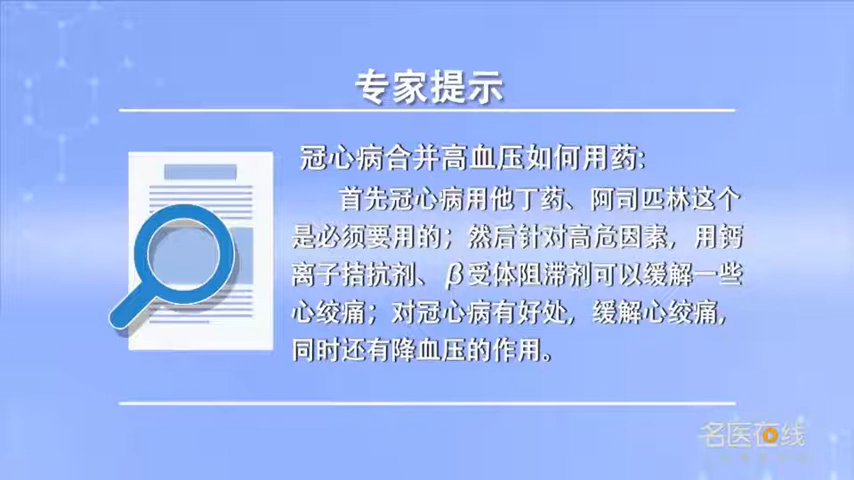 专家提示
冠心病合并高血压如何用药:
首先冠心病用他丁药、阿司匹林这个
是必须要用的；然后针对高危因素，用钙
离子拮抗剂、β受体阻滞剂可以缓解一些
心绞痛；对冠心病有好处，缓解心绞痛，
同时还有降血压的作用。
名医在线